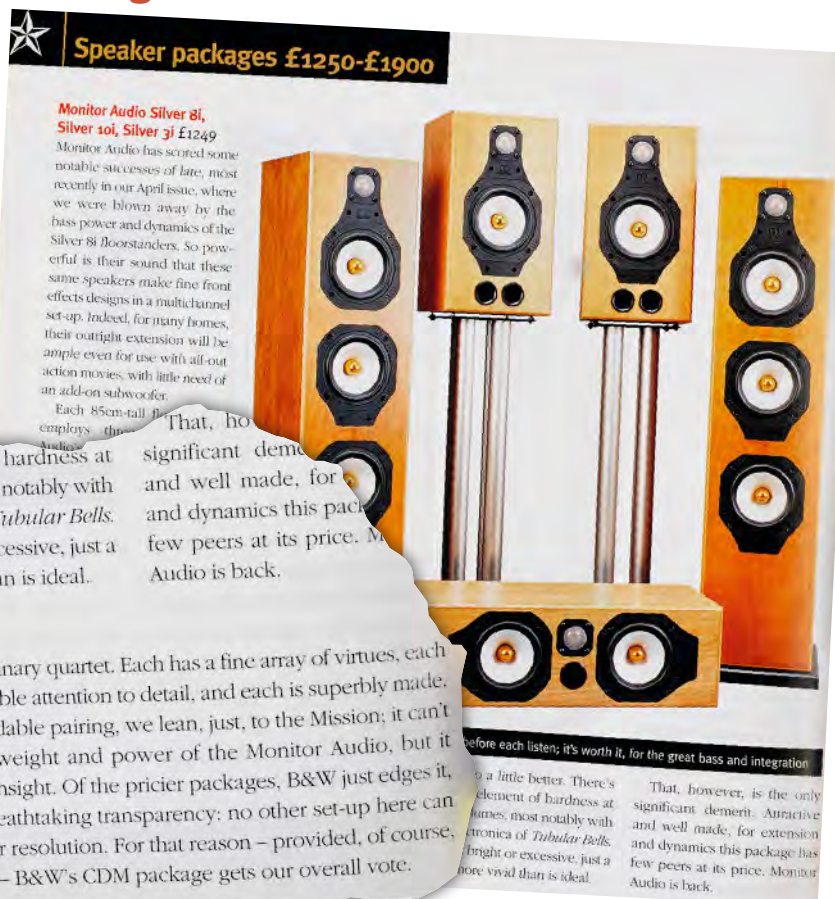 Speaker packages £1250-£1900
Monitor Audio Silver 8i,
Silver 10i, Silver 3i £1249
Monitor Audio has scored some
notable successes of late, most
recently in our April issue, where
we were blown away by the
bass power and dynamics of the
Silver 8i floorstanders. So pow-
erful is their sound that these
same speakers make fine front
effects designs in a multichannel
set-up. Indeed, for many homes,
their outright extension will be
ample even for use with all-out
action movies, with little need of
an add-on subwoofer.
Each 85cm-tall
employs
hardness at
notably with
Tubular Bells.
cessive, just a
an is ideal.
That, ho
significant deme
and well made, for
and dynamics this pac
few peers at its price. M
Audio is back.
inary quartet. Each has a fine array of virtues, each
ble attention to detail, and each is superbly made.
dable pairing, we lean, just, to the Mission; it can't
weight and power of the Monitor Audio, but it
nsight. Of the pricier packages, B&W just edges it,
eathtaking transparency: no other set-up here can
r resolution. For that reason – provided, of course,
– B&W's CDM package gets our overall vote.
before each listen; it's worth it, for the great bass and integration
a little better. There's
element of hardness at
umes, most notably with
ctronica of Tubular Bells.
bright or excessive, just a
more vivid than is ideal.
That, however, is the only
significant demerit. Attractive
and well made, for extension
and dynamics this package has
few peers at its price. Monitor
Audio is back.